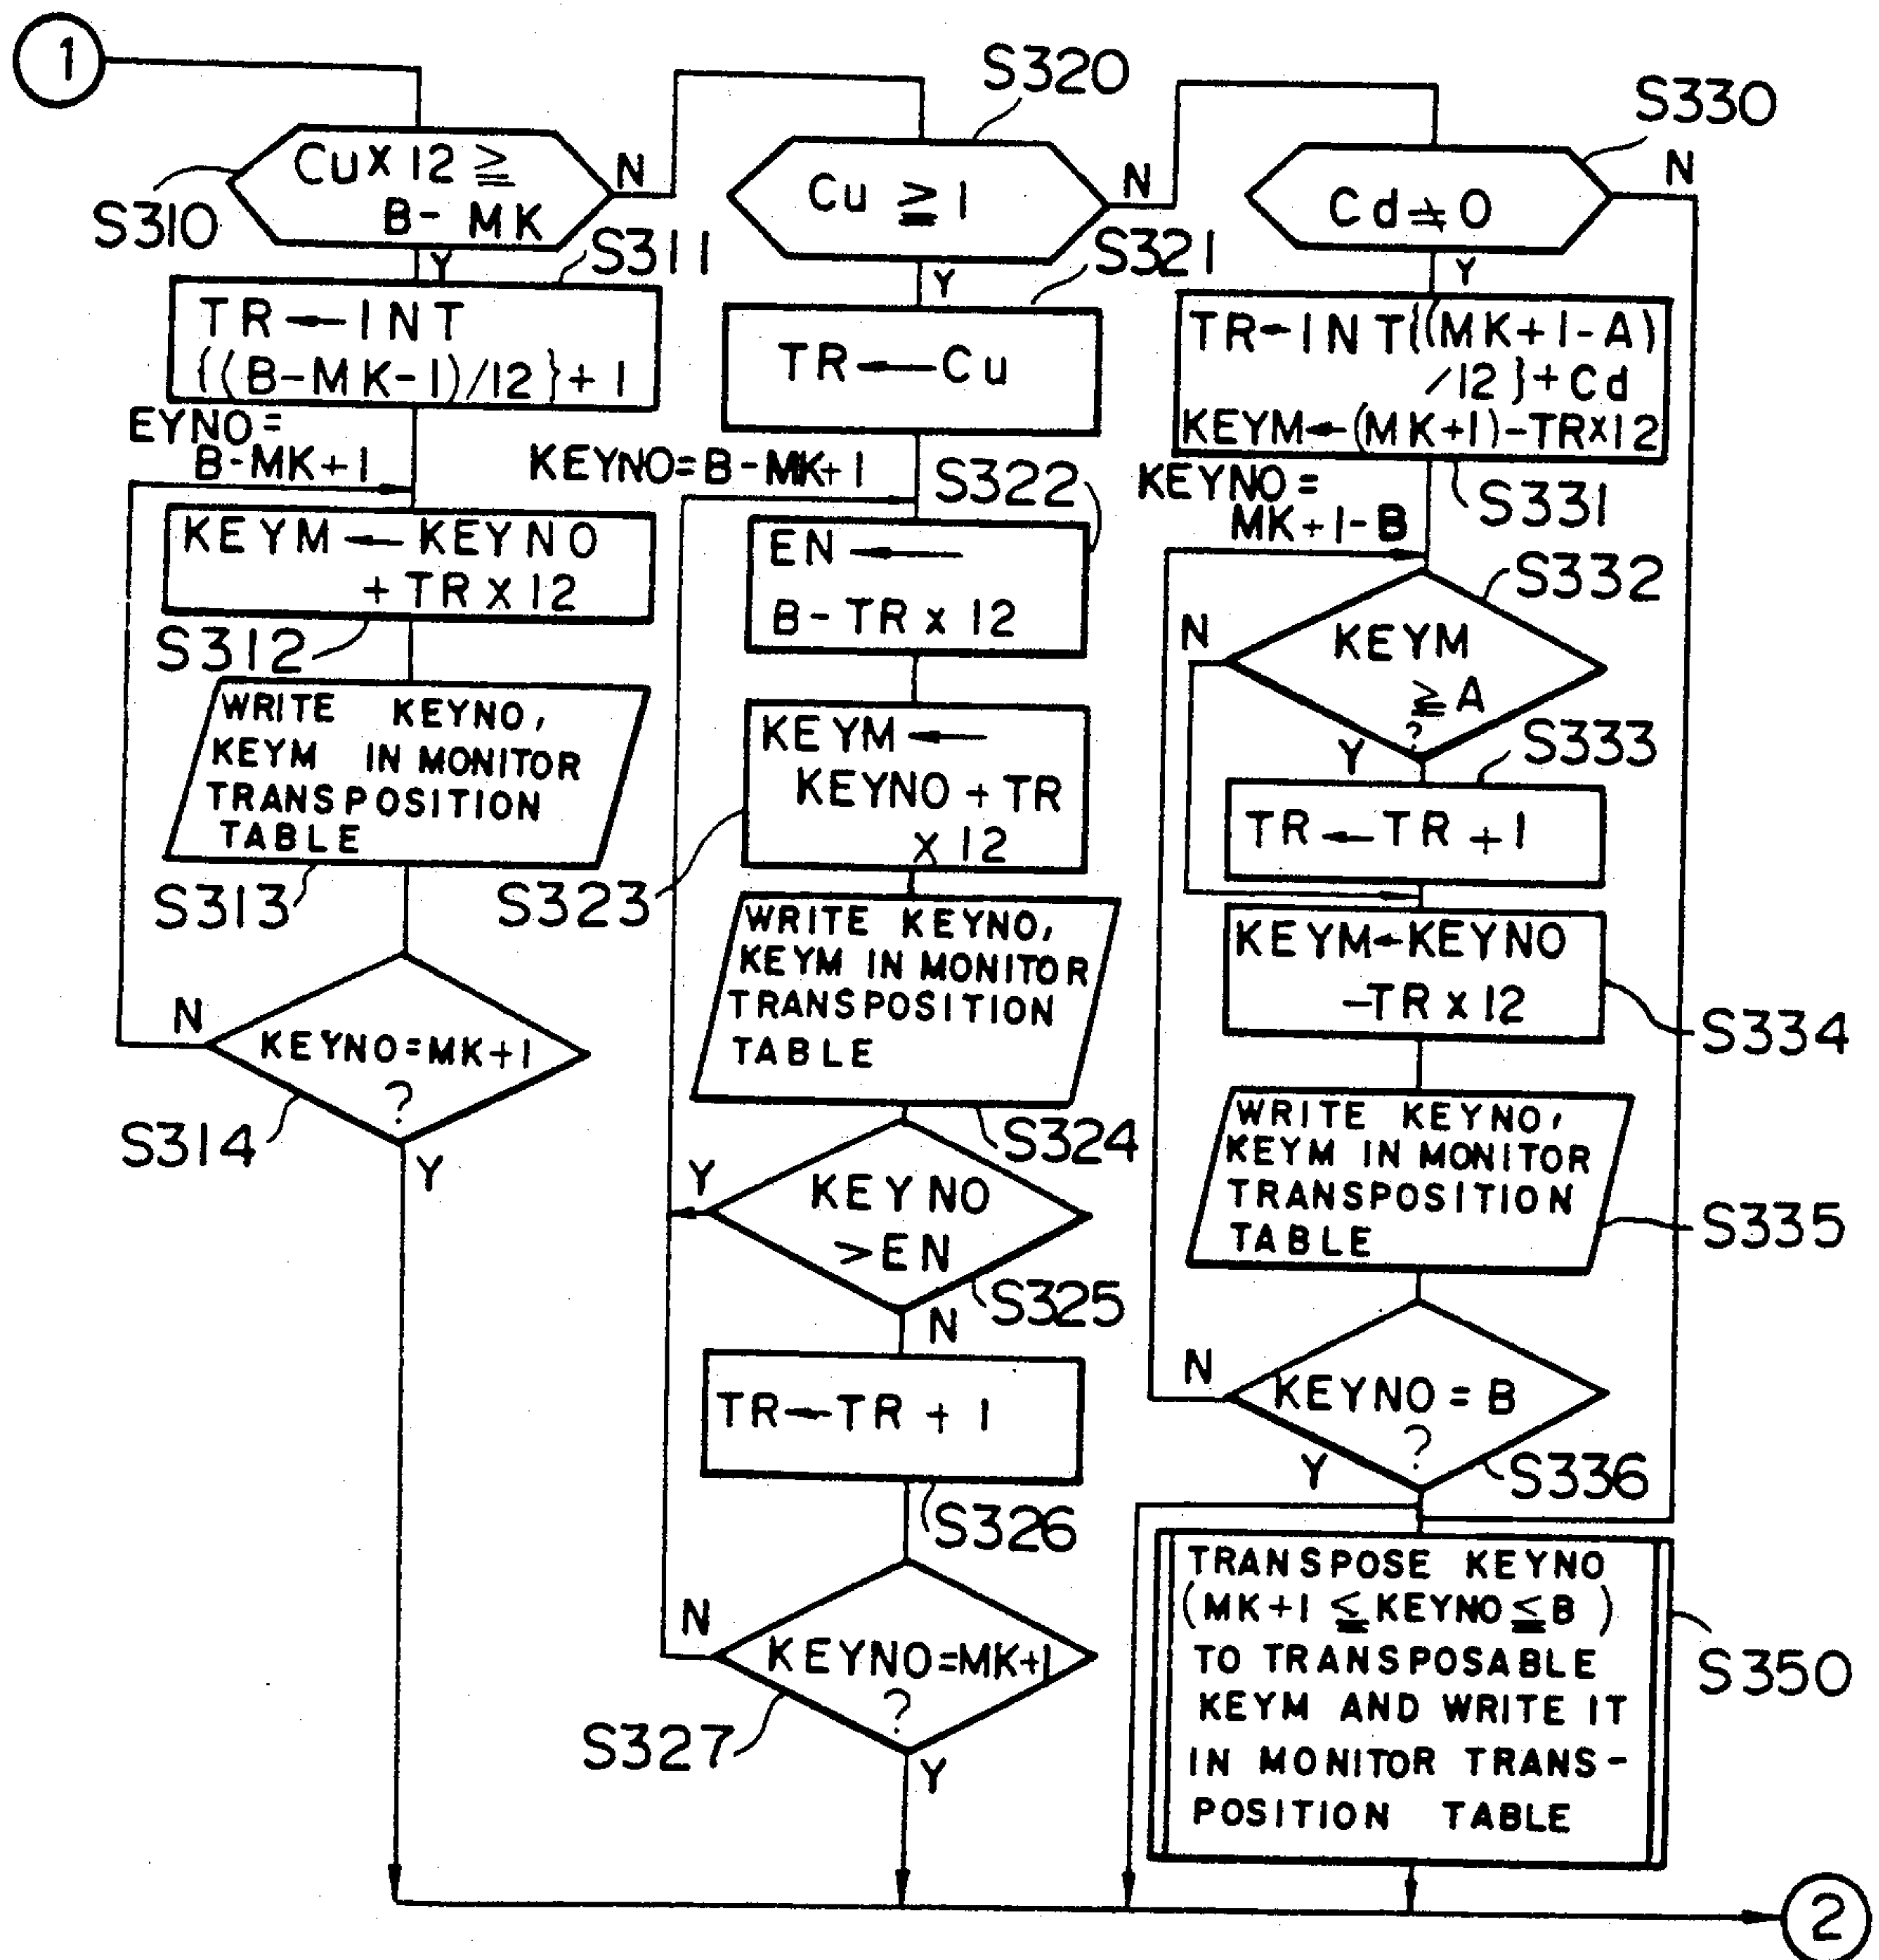 1
S310
Cu X 12 ≧
B- MK
N
Y
S311
TR ← INT
{(B-MK-1)/12}+1
EYNO=
B-MK+1
KEYM ← KEYNO
+ TR x 12
S312
WRITE KEYNO,
KEYM IN MONITOR
TRANSPOSITION
TABLE
S313
N
KEYNO=MK+1
?
S314
Y
S320
Cu ≧ 1
N
Y
S321
TR ← Cu
KEYNO=B-MK+1
S322
EN ←
B- TR x 12
KEYM ←
KEYNO + TR
x 12
S323
WRITE KEYNO,
KEYM IN MONITOR
TRANSPOSITION
TABLE
S324
Y
KEYNO
>EN
S325
N
TR←TR + 1
S326
N
KEYNO=MK+1
?
S327
Y
S330
N
Cd ≠ 0
Y
TR←INT{(MK+1-A)
/12}+Cd
KEYM←(MK+1)-TRx12
KEYNO=
MK+1-B
S331
S332
N
KEYM
≧ A
?
Y
S333
TR ← TR +1
KEYM←KEYNO
-TR x 12
S334
WRITE KEYNO,
KEYM IN MONITOR
TRANSPOSITION
TABLE
S335
N
KEYNO = B
?
Y
S336
TRANSPOSE KEYNO
(MK+1 ≦ KEYNO ≦ B )
TO TRANSPOSABLE
KEYM AND WRITE IT
IN MONITOR TRANS-
POSITION TABLE
S350
2